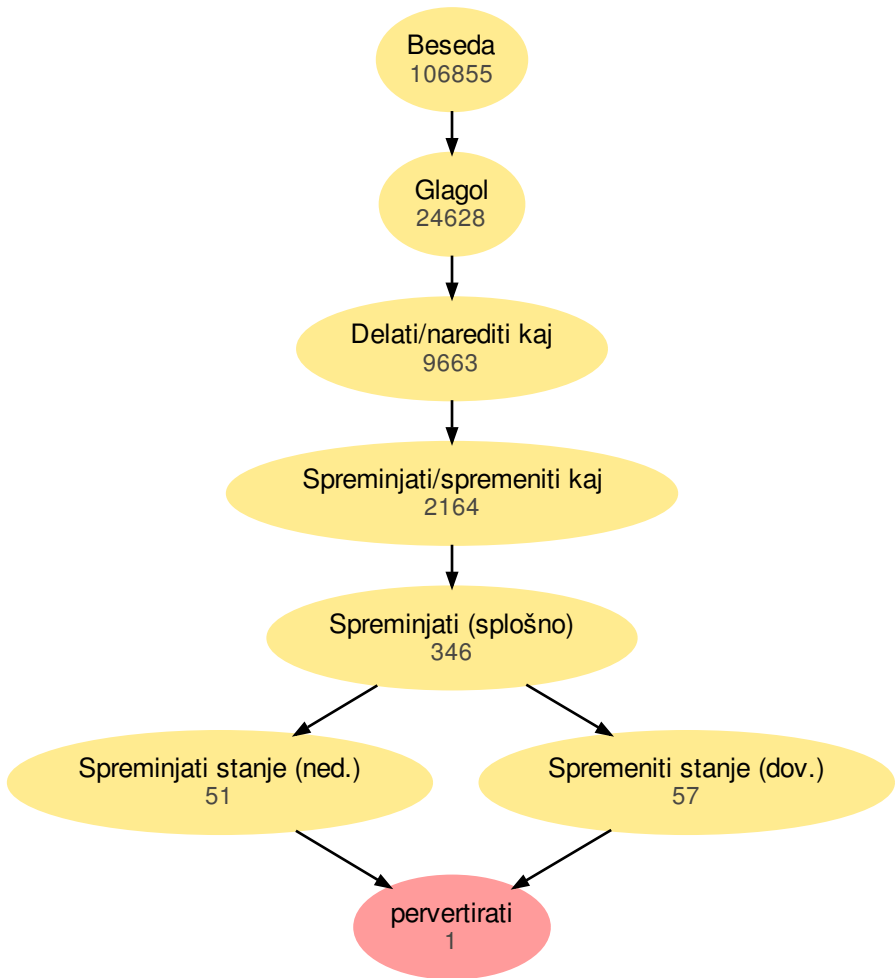 Beseda
106855
Glagol
24628
Delati/narediti kaj
9663
Spreminjati/spremeniti kaj
2164
Spreminjati (splošno)
346
Spreminjati stanje (ned.)
51
Spremeniti stanje (dov.)
57
pervertirati
1